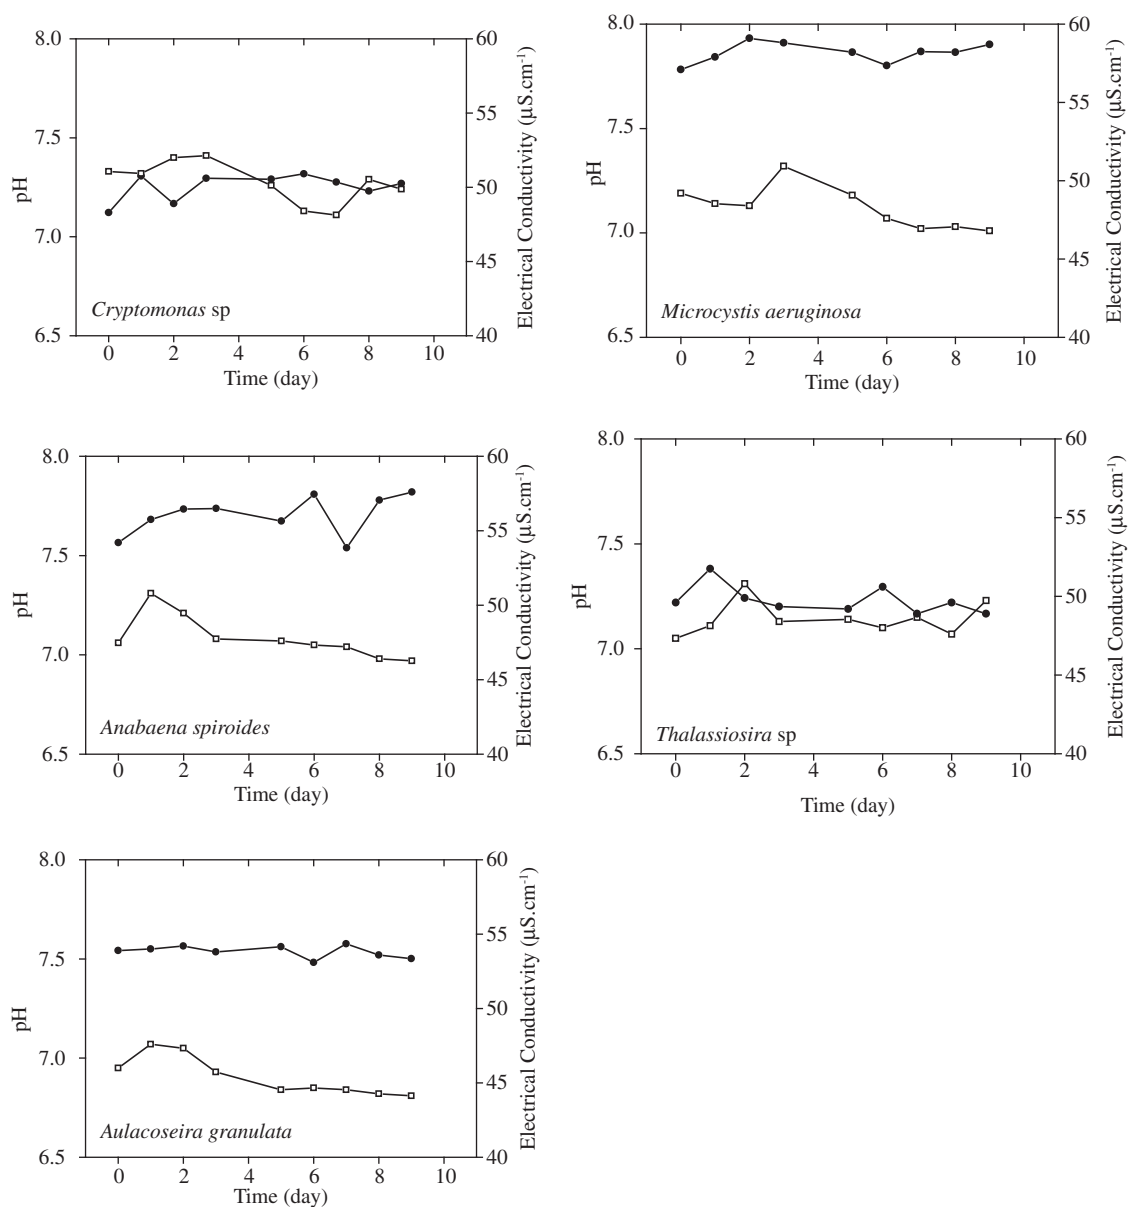 8.0
7.5
7.0
6.5
pH
60
55
50
45
40
Electrical Conductivity (µS.cm-1)
Cryptomonas sp
0 2 4 6 8 10
Time (day)
8.0
7.5
7.0
6.5
pH
60
55
50
45
40
Electrical Conductivity (µS.cm-1)
Microcystis aeruginosa
0 2 4 6 8 10
Time (day)
8.0
7.5
7.0
6.5
pH
60
55
50
45
40
Electrical Conductivity (µS.cm-1)
Anabaena spiroides
0 2 4 6 8 10
Time (day)
8.0
7.5
7.0
6.5
pH
60
55
50
45
40
Electrical Conductivity (µS.cm-1)
Thalassiosira sp
0 2 4 6 8 10
Time (day)
8.0
7.5
7.0
6.5
pH
60
55
50
45
40
Electrical Conductivity (µS.cm-1)
Aulacoseira granulata
0 2 4 6 8 10
Time (day)